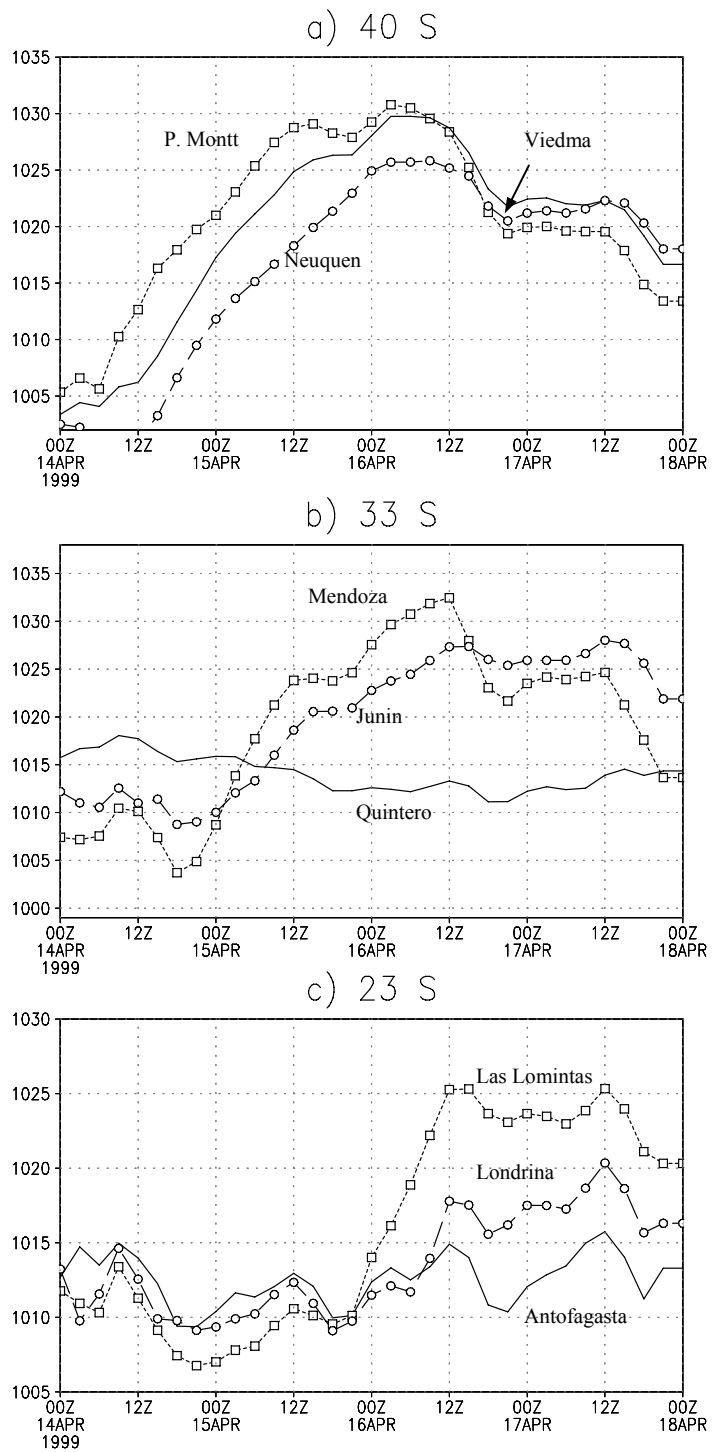 a) 40 S
1035
1030
1025
1020
1015
1010
1005
P. Montt
Viedma
Neuquen
00Z 12Z 00Z 12Z 00Z 12Z 00Z 12Z 00Z
14APR 15APR 16APR 17APR 18APR
1999
b) 33 S
1035
1030
1025
1020
1015
1010
1005
1000
Mendoza
Junin
Quintero
00Z 12Z 00Z 12Z 00Z 12Z 00Z 12Z 00Z
14APR 15APR 16APR 17APR 18APR
1999
c) 23 S
1030
1025
1020
1015
1010
1005
Las Lomintas
Londrina
Antofagasta
00Z 12Z 00Z 12Z 00Z 12Z 00Z 12Z 00Z
14APR 15APR 16APR 17APR 18APR
1999